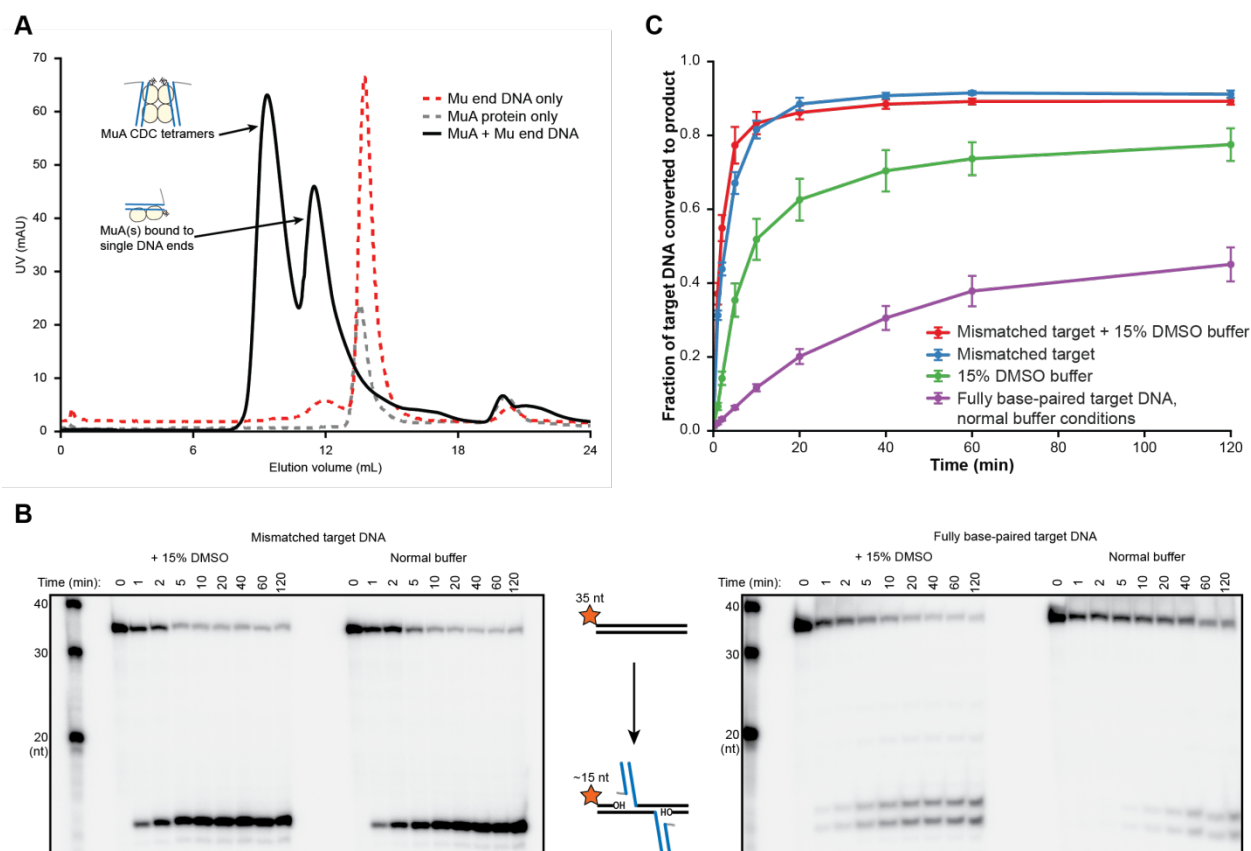 A
70
60
50
40
30
20
10
0
UV (mAU)
0 6 12 18 24
Elution volume (mL)
MuA CDC tetramers
MuA(s) bound to
single DNA ends
Mu end DNA only
MuA protein only
MuA + Mu end DNA
C
1.0
0.8
0.6
0.4
0.2
0.0
Fraction of target DNA converted to product
0 20 40 60 80 100 120
Time (min)
Mismatched target + 15% DMSO buffer
Mismatched target
15% DMSO buffer
Fully base-paired target DNA,
normal buffer conditions
B
Mismatched target DNA
+ 15% DMSO Normal buffer
Time (min): 0 1 2 5 10 20 40 60 120 0 1 2 5 10 20 40 60 120
40
30
20
(nt)
35 nt
~15 nt
OH HO
Fully base-paired target DNA
+ 15% DMSO Normal buffer
Time (min): 0 1 2 5 10 20 40 60 120 0 1 2 5 10 20 40 60 120
40
30
20
(nt)